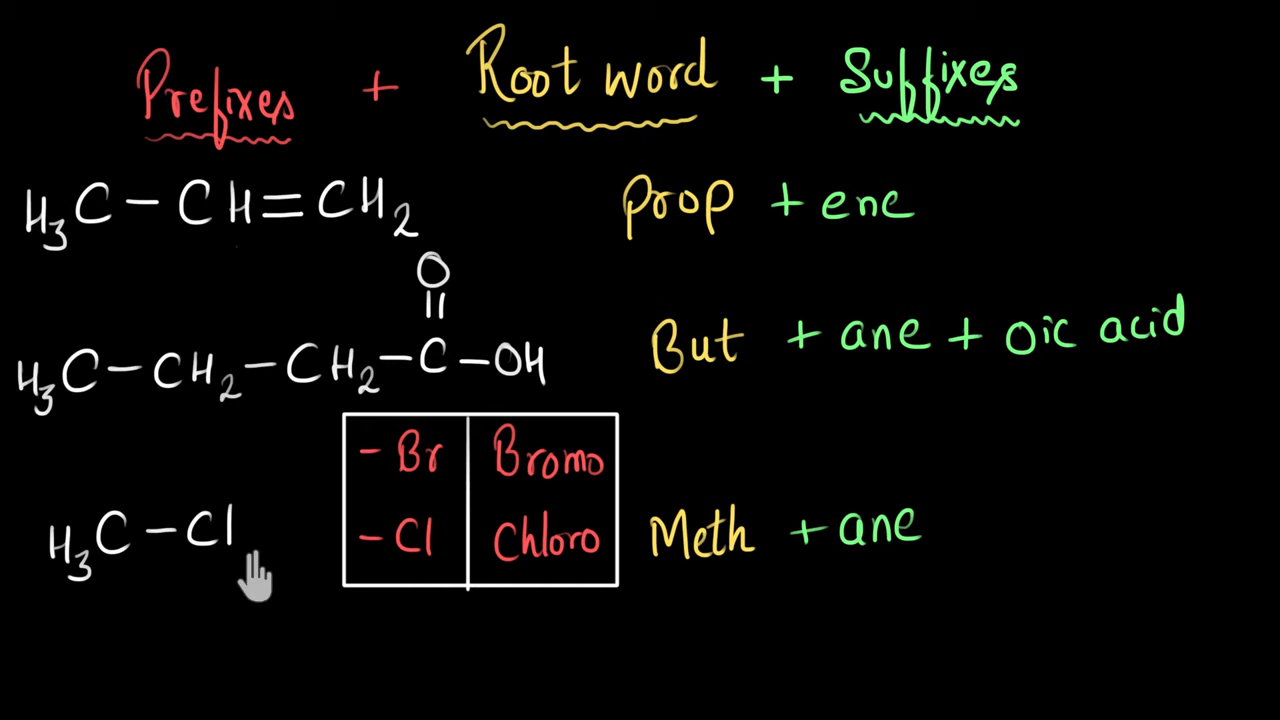 Prefixes + Root word + Suffixes
H3C - CH = CH2 Prop + ene
O
H3C - CH2 - CH2 - C - OH But + ane + oic acid
- Br Bromo
- Cl Chloro
H3C - Cl Meth + ane